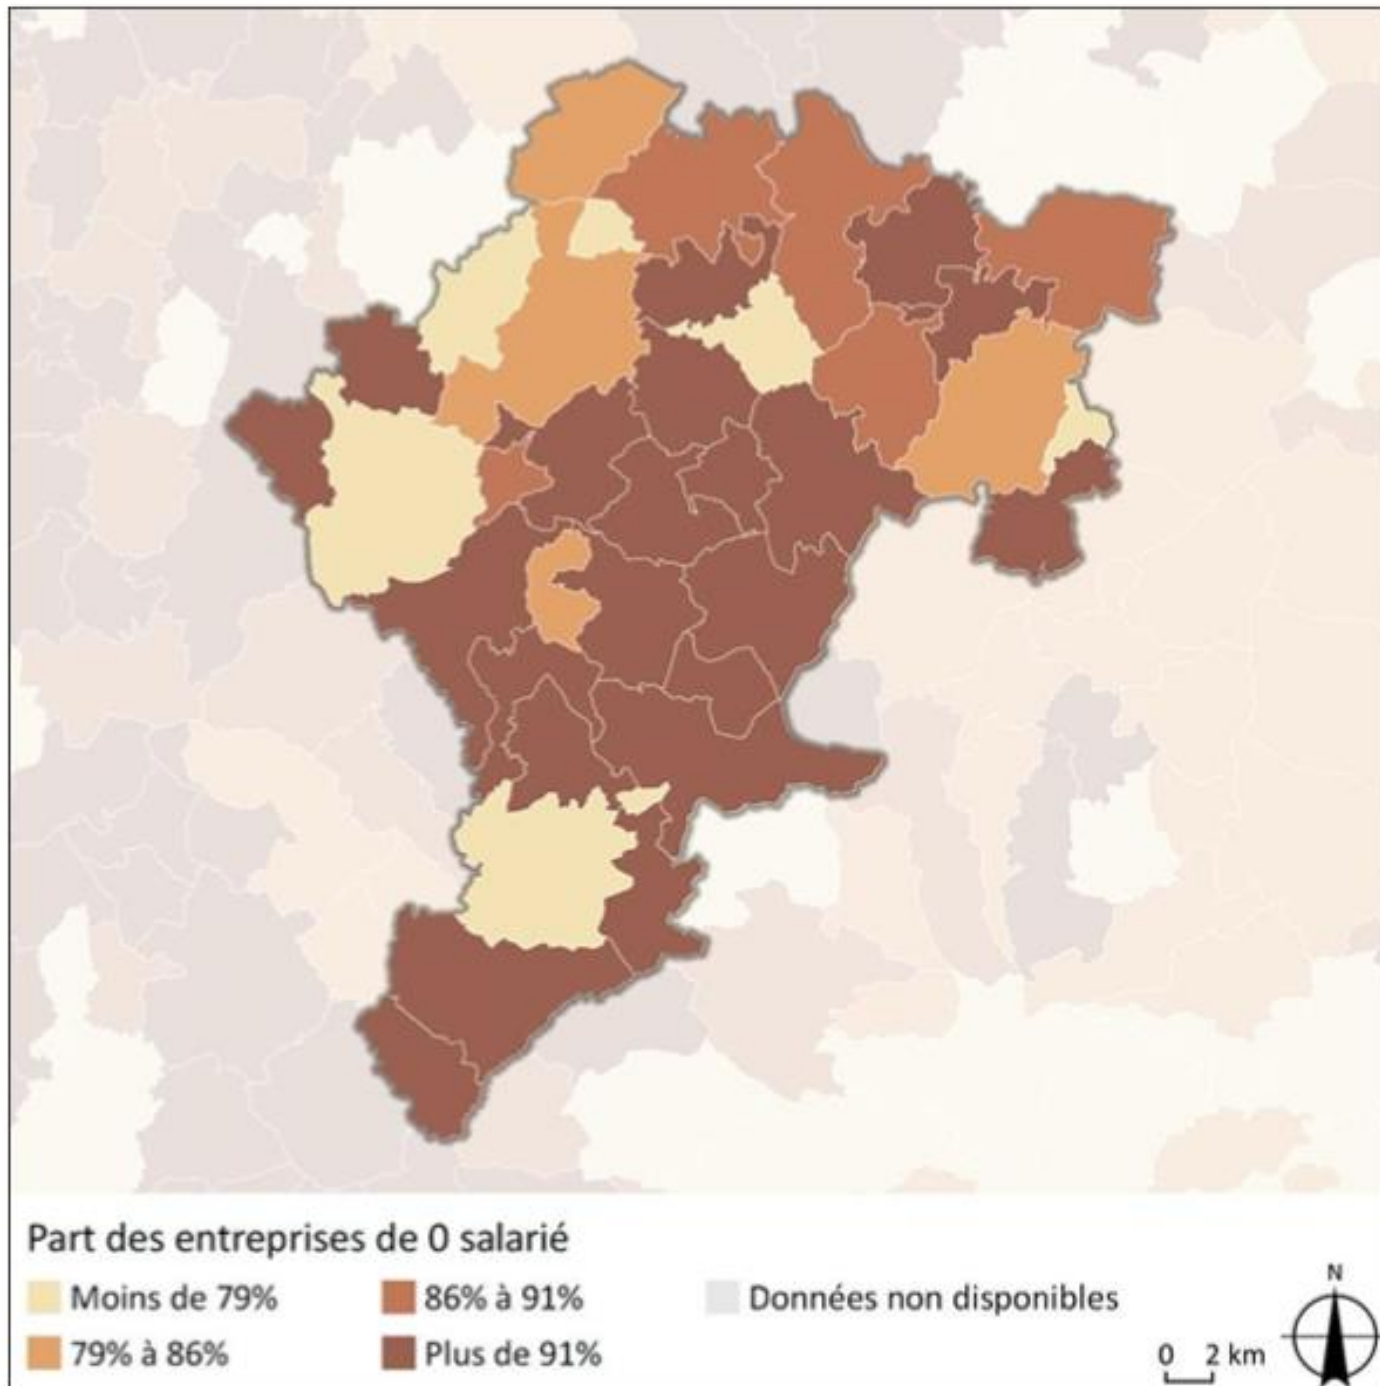 Part des entreprises de 0 salarié
Moins de 79%
86% à 91%
Données non disponibles
79% à 86%
Plus de 91%
N
0 2 km